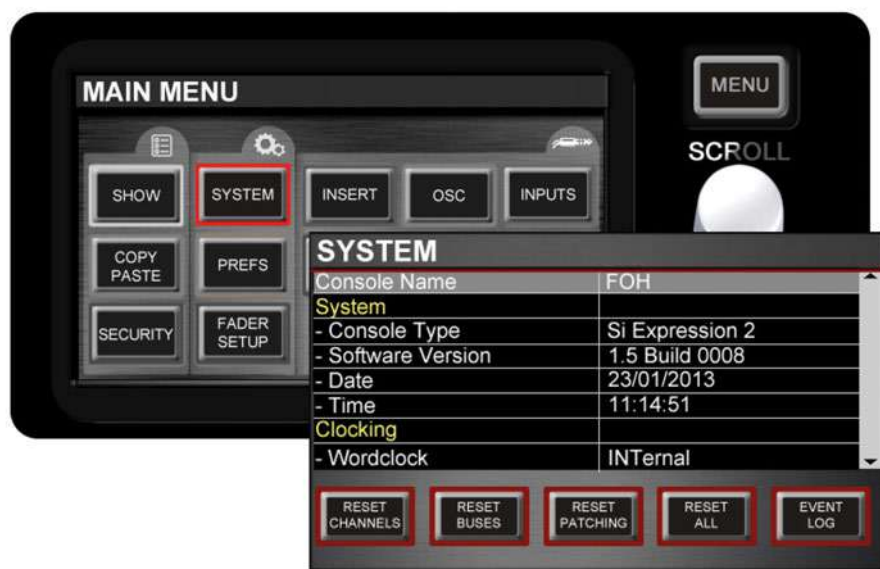 MAIN MENU
MENU
SCROLL
SHOW
SYSTEM
INSERT
OSC
INPUTS
COPY
PASTE
PREFS
SECURITY
FADER
SETUP
SYSTEM
Console Name FOH
System
- Console Type Si Expression 2
- Software Version 1.5 Build 0008
- Date 23/01/2013
- Time 11:14:51
Clocking
- Wordclock INTernal
RESET
CHANNELS
RESET
BUSES
RESET
PATCHING
RESET
ALL
EVENT
LOG